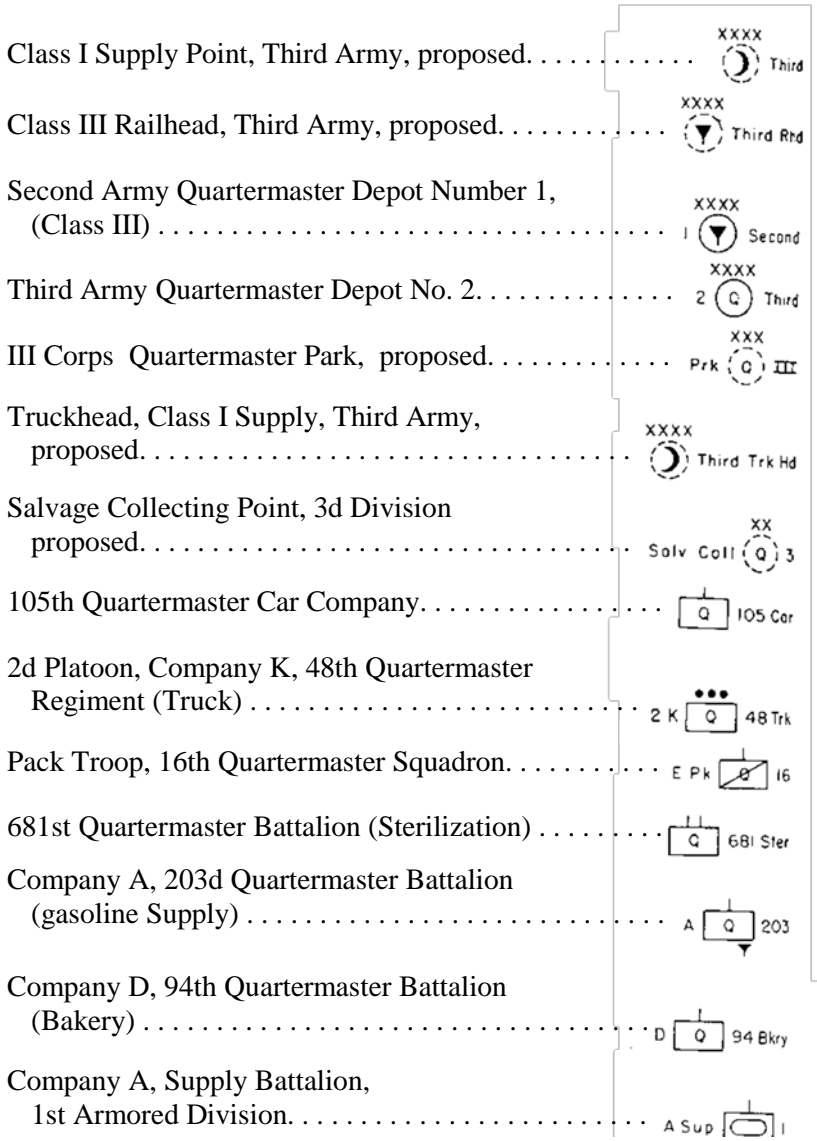 XXXX
Class I Supply Point, Third Army, proposed. . . . . . . . . . . . . Third
XXXX
Class III Railhead, Third Army, proposed. . . . . . . . . . . . . Third Rhd
Second Army Quartermaster Depot Number 1,
XXXX
(Class III) . . . . . . . . . . . . . . . . . . . . . . . . . . . . . . . . . . 1 Second
XXXX
Third Army Quartermaster Depot No. 2. . . . . . . . . . . . . . . 2 Q Third
XXX
III Corps Quartermaster Park, proposed. . . . . . . . . . . . . . Prk Q III
Truckhead, Class I Supply, Third Army,
XXXX
proposed. . . . . . . . . . . . . . . . . . . . . . . . . . . . . . . . . Third Trk Hd
Salvage Collecting Point, 3d Division
XX
proposed. . . . . . . . . . . . . . . . . . . . . . . . . . . . . . . . . Salv Coll Q 3
105th Quartermaster Car Company. . . . . . . . . . . . . . . . . Q 105 Car
2d Platoon, Company K, 48th Quartermaster
Regiment (Truck) . . . . . . . . . . . . . . . . . . . . . . . . . . 2 K Q 48 Trk
Pack Troop, 16th Quartermaster Squadron. . . . . . . . . . . E Pk Q 16
681st Quartermaster Battalion (Sterilization) . . . . . . . . . Q 681 Ster
Company A, 203d Quartermaster Battalion
(gasoline Supply) . . . . . . . . . . . . . . . . . . . . . . . . . . . . A Q 203
Company D, 94th Quartermaster Battalion
(Bakery) . . . . . . . . . . . . . . . . . . . . . . . . . . . . . . . . . . . D Q 94 Bkry
Company A, Supply Battalion,
1st Armored Division. . . . . . . . . . . . . . . . . . . . . . . . . A Sup 1